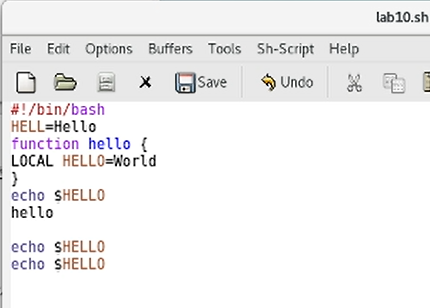 lab10.sh
File Edit Options Buffers Tools Sh-Script Help
Save Undo
#!/bin/bash
HELL=Hello
function hello {
LOCAL HELLO=World
}
echo $HELLO
hello
echo $HELLO
echo $HELLO